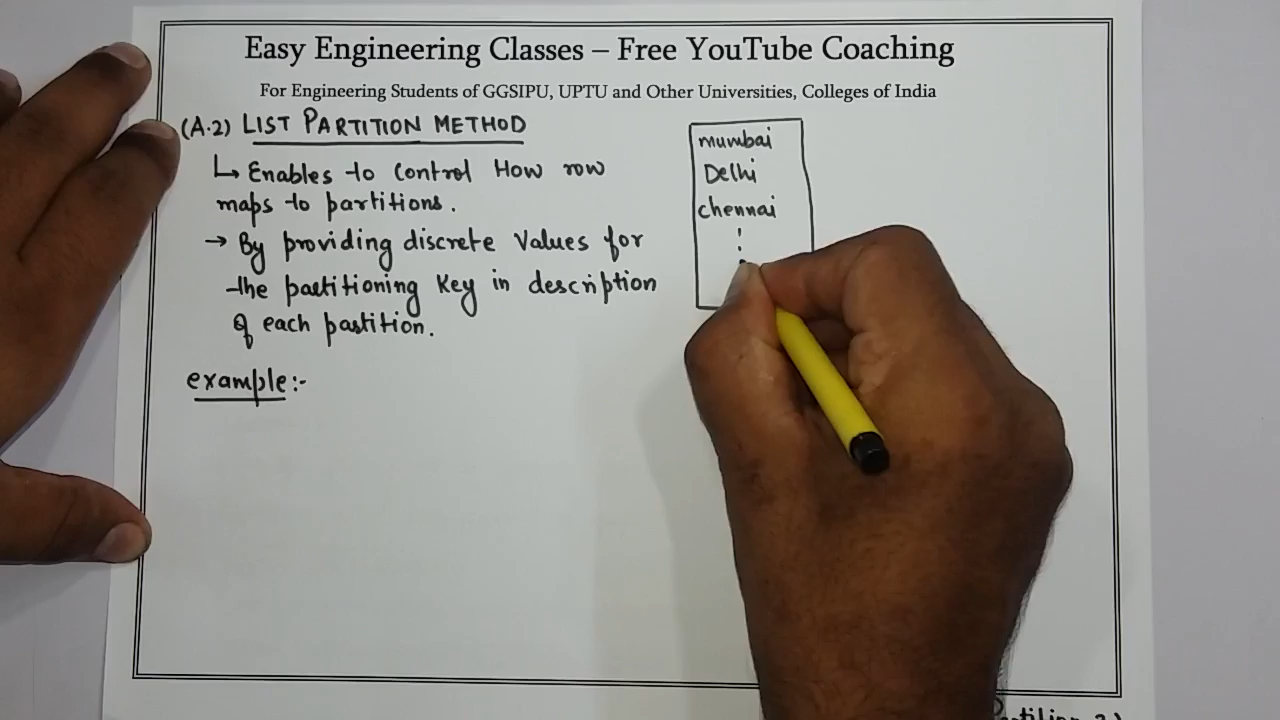 Easy Engineering Classes – Free YouTube Coaching
For Engineering Students of GGSIPU, UPTU and Other Universities, Colleges of India
(A.2) LIST PARTITION METHOD
↳ Enables to Control How row
maps to partitions.
→ By providing discrete Values for
the partitioning Key in description
of each partition.
example:-
mumbai
Delhi
chennai